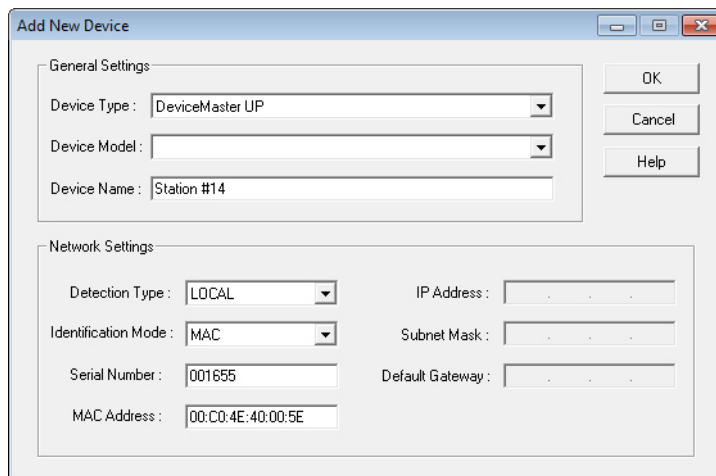 Add New Device
General Settings
Device Type : DeviceMaster UP
Device Model :
Device Name : Station #14
OK
Cancel
Help
Network Settings
Detection Type : LOCAL
Identification Mode : MAC
Serial Number : 001655
MAC Address : 00:C0:4E:40:00:5E
IP Address : . . .
Subnet Mask : . . .
Default Gateway : . . .